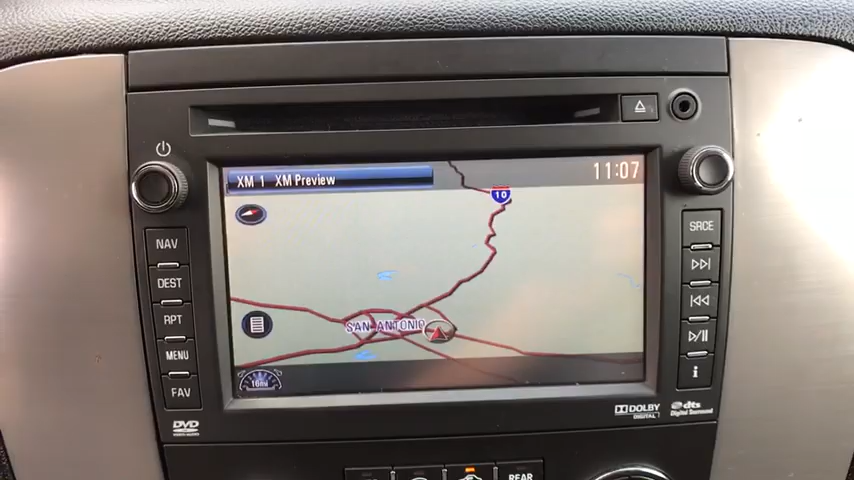 XM 1 XM Preview
11:07
10
SAN ANTONIO
16mi
NAV
DEST
RPT
MENU
FAV
SRCE
i
DVD
DOLBY
DIGITAL
dts
Digital Surround
REAR